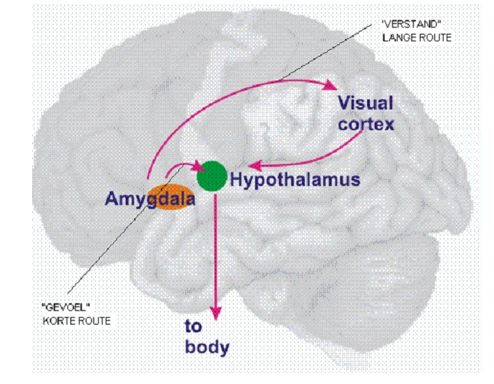 "VERSTAND"
LANGE ROUTE
Visual
cortex
Hypothalamus
Amygdala
"GEVOEL"
KORTE ROUTE
to
body